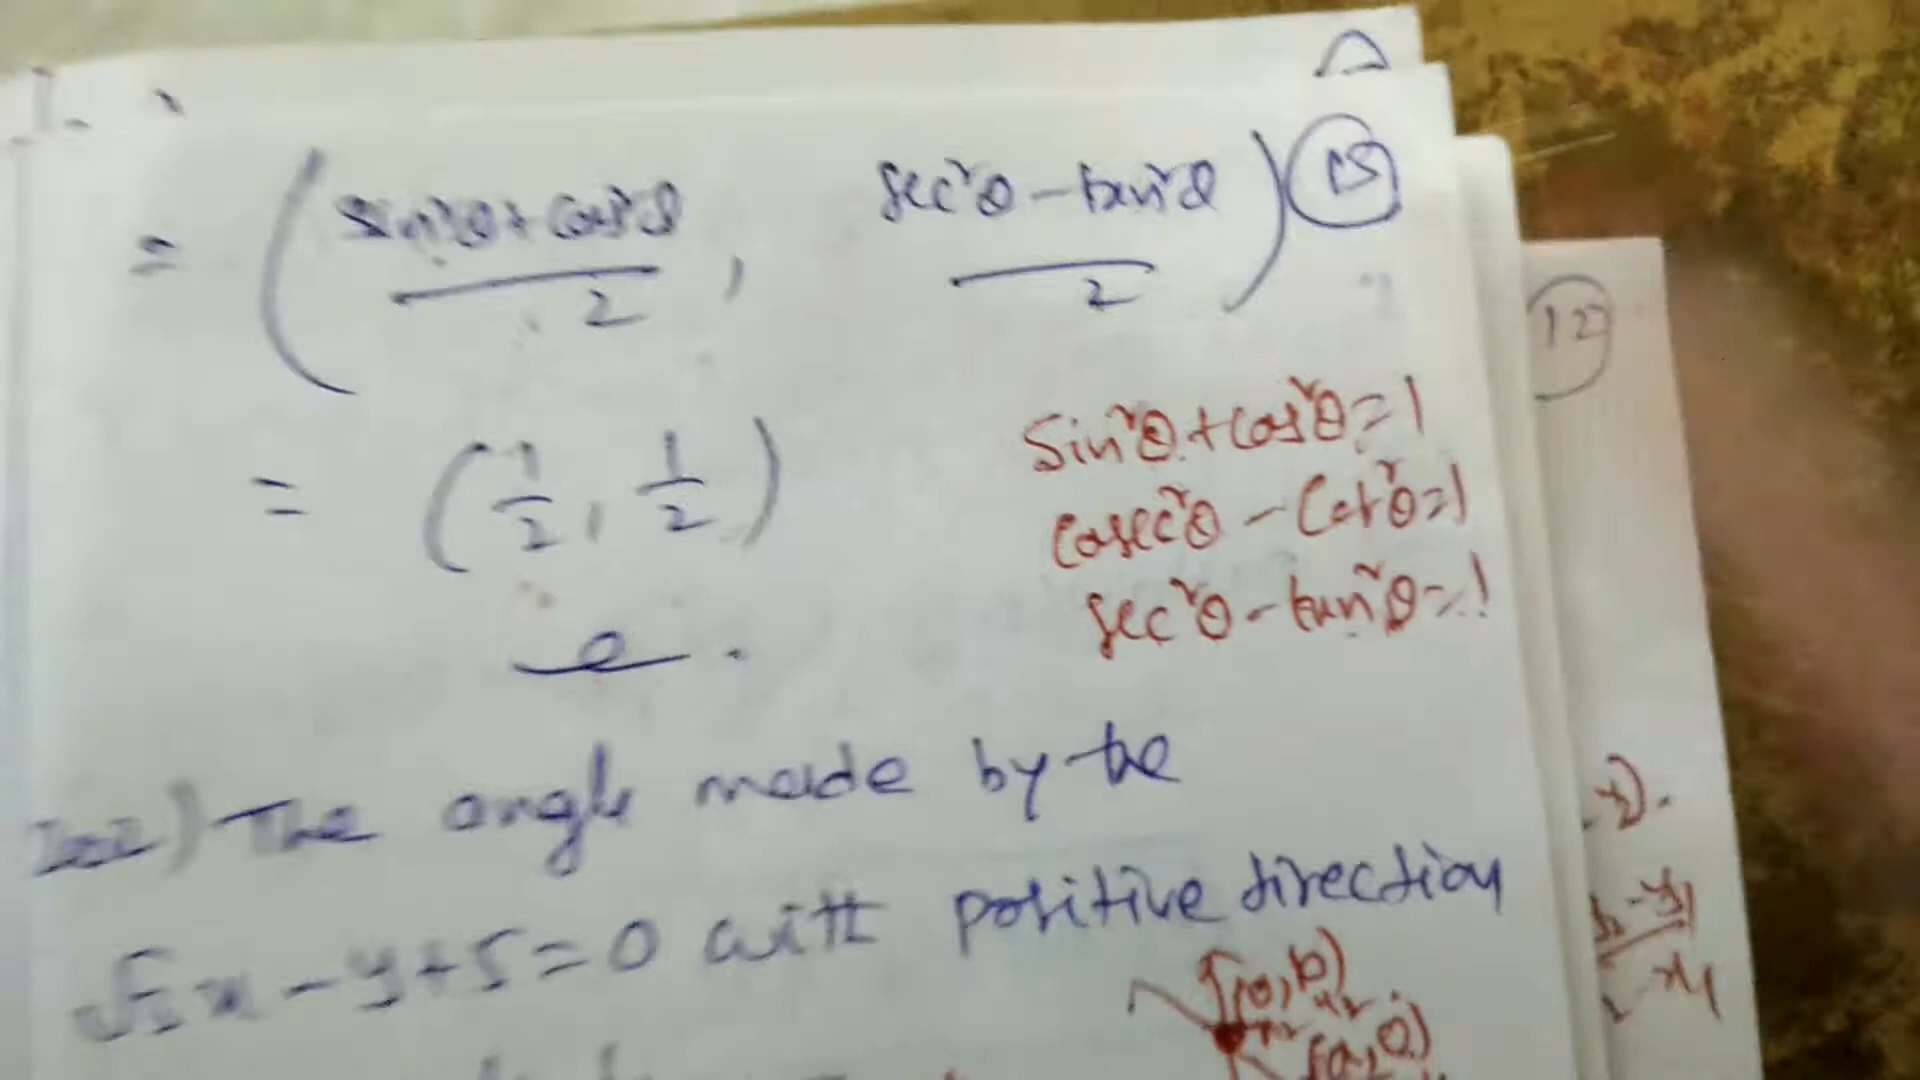 = ( sin²θ + cos²θ / 2 , sec²θ - tan²θ / 2 ) 15
12
= ( 1/2 , 1/2 )
sin²θ + cos²θ = 1
cosec²θ - cot²θ = 1
sec²θ - tan²θ = 1
The angle made by the
x - y + 5 = 0 with positive direction
(0, b)
(a, 0)